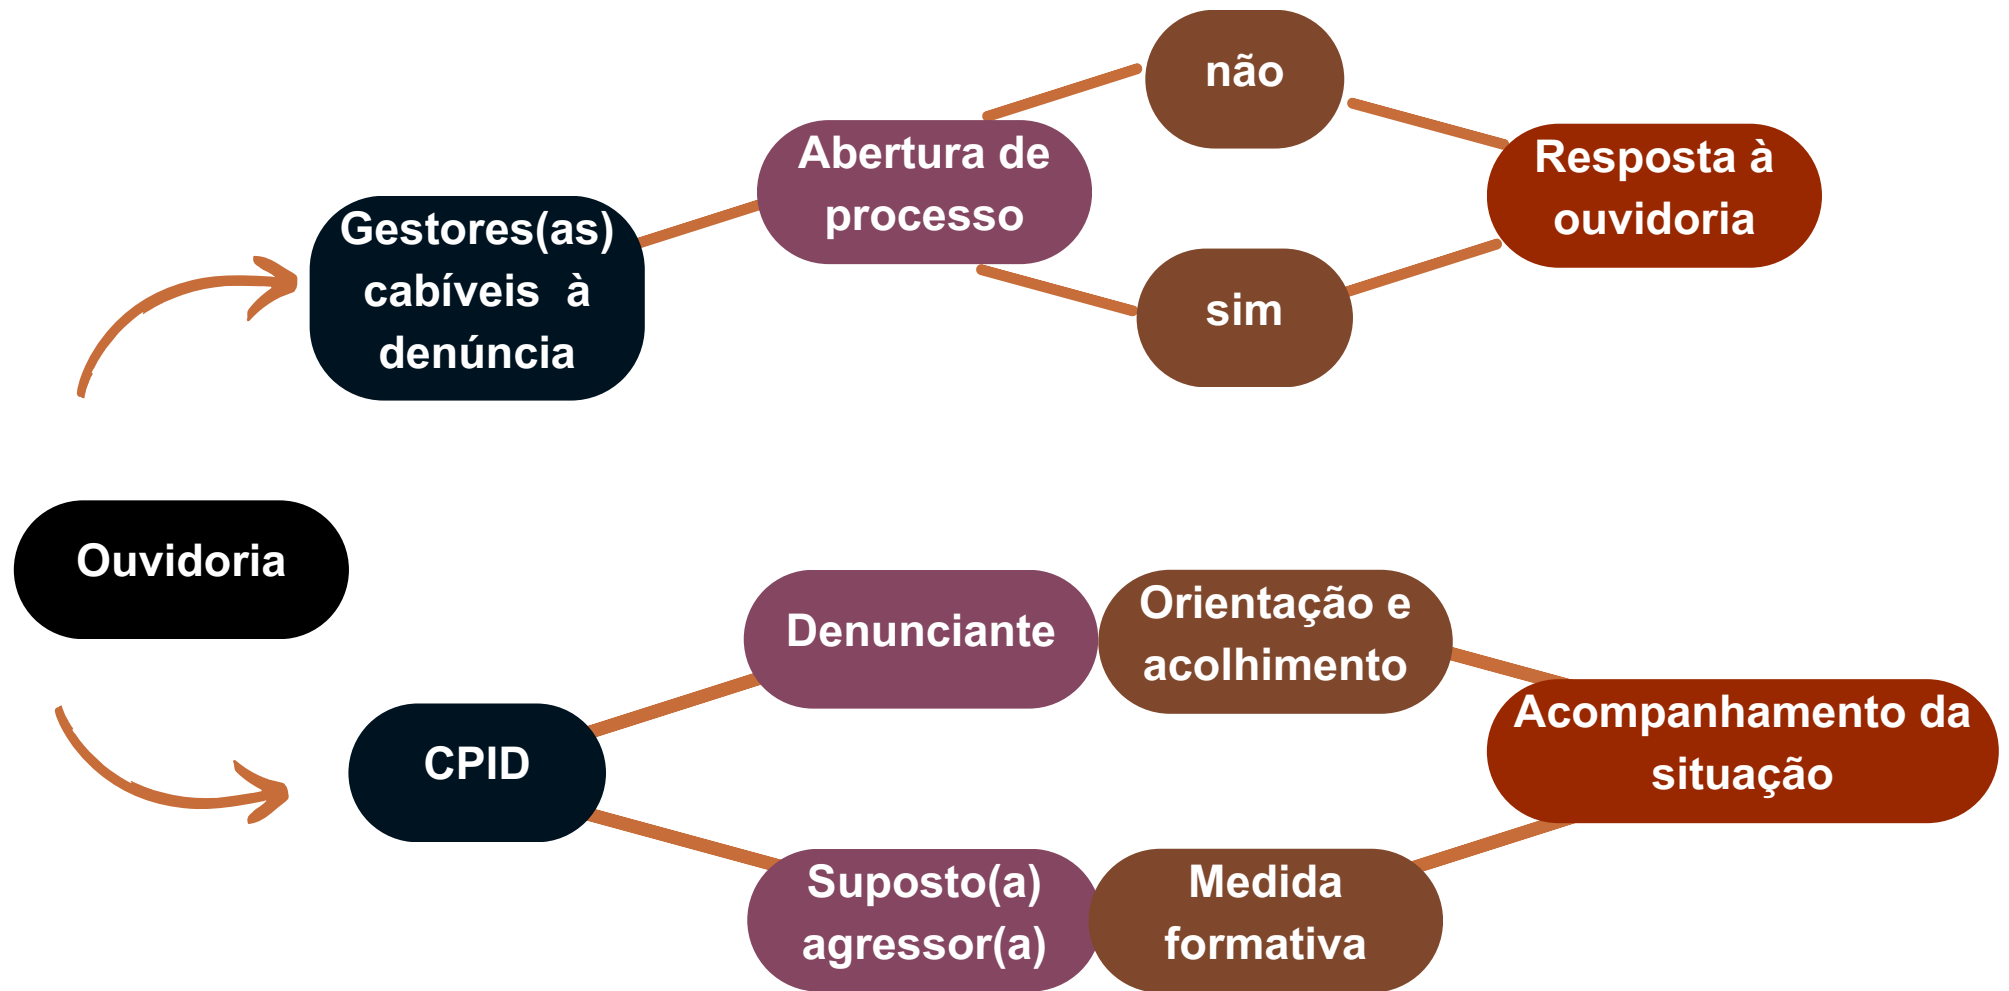 não
Abertura de
processo
Resposta à
ouvidoria
Gestores(as)
cabíveis à
denúncia
sim
Ouvidoria
Denunciante
Orientação e
acolhimento
CPID
Acompanhamento da
situação
Suposto(a)
agressor(a)
Medida
formativa